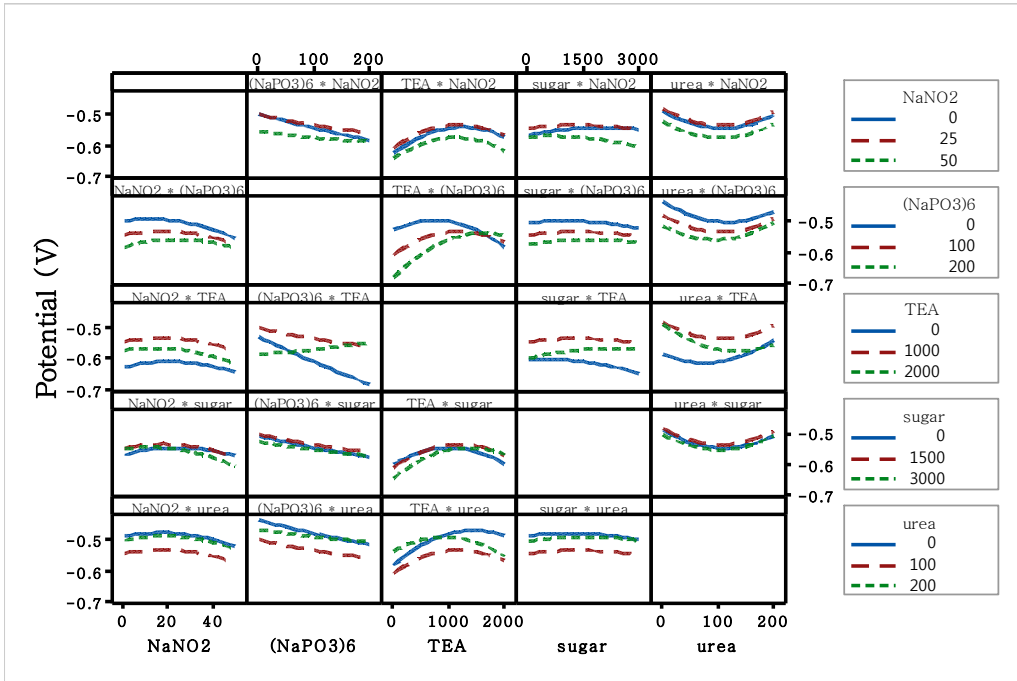 0 100 200 0 1500 3000
(NaPO3)6 * NaNO2 TEA * NaNO2 sugar * NaNO2 urea * NaNO2
-0.5
-0.6
-0.7
NaNO2 * (NaPO3)6 TEA * (NaPO3)6 sugar * (NaPO3)6 urea * (NaPO3)6
-0.5
-0.6
-0.7
NaNO2 * TEA (NaPO3)6 * TEA sugar * TEA urea * TEA
-0.5
-0.6
-0.7
NaNO2 * sugar (NaPO3)6 * sugar TEA * sugar urea * sugar
-0.5
-0.6
-0.7
NaNO2 * urea (NaPO3)6 * urea TEA * urea sugar * urea
-0.5
-0.6
-0.7
0 20 40 0 1000 2000 0 100 200
NaNO2 (NaPO3)6 TEA sugar urea
Potential (V)
NaNO2
0
25
50
(NaPO3)6
0
100
200
TEA
0
1000
2000
sugar
0
1500
3000
urea
0
100
200